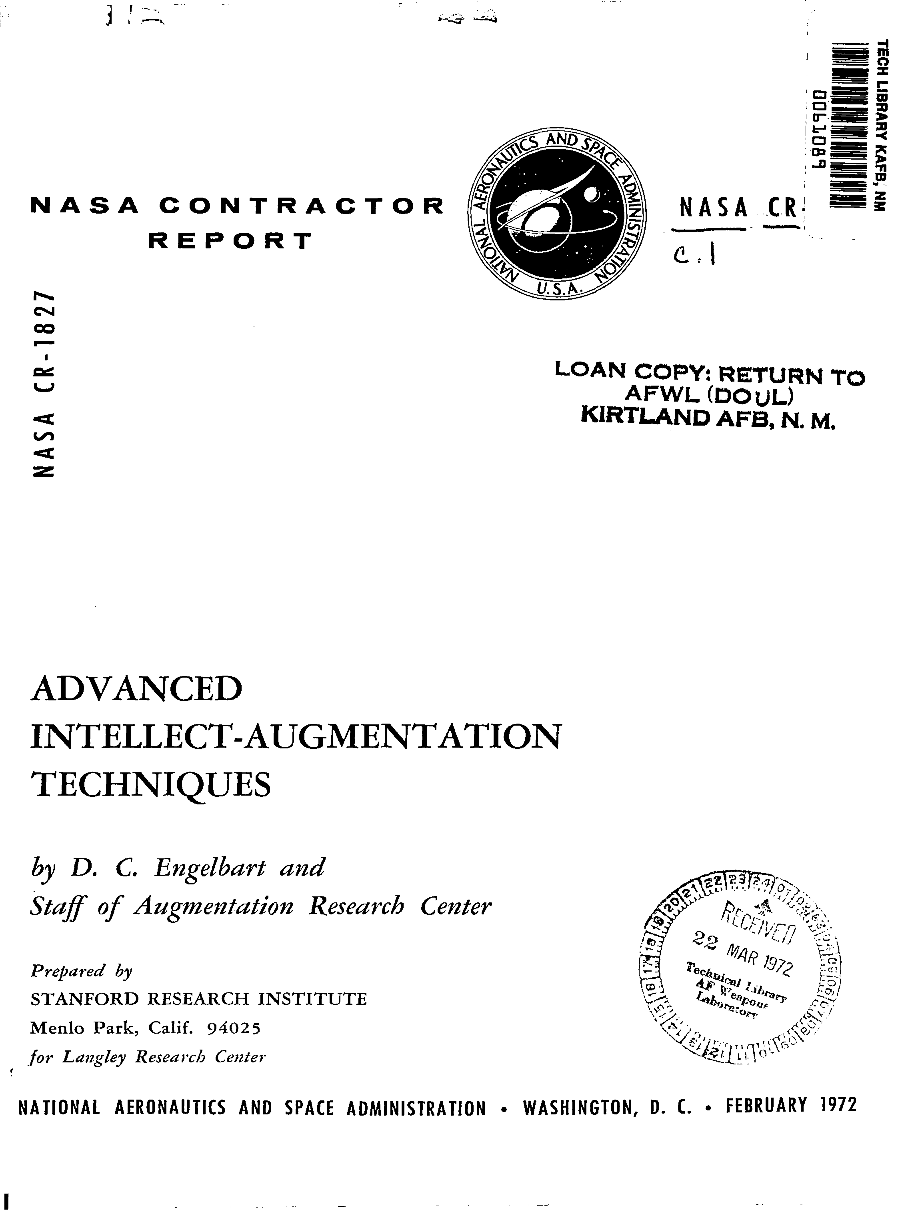 TECH LIBRARY KAFB, NM
0061089
NASA CONTRACTOR
REPORT
NATIONAL AERONAUTICS AND SPACE ADMINISTRATION
U.S.A.
NASA CR-
C.1
NASA CR-1827
LOAN COPY: RETURN TO
AFWL (DOUL)
KIRTLAND AFB, N. M.
ADVANCED
INTELLECT-AUGMENTATION
TECHNIQUES
by D. C. Engelbart and
Staff of Augmentation Research Center
Prepared by
STANFORD RESEARCH INSTITUTE
Menlo Park, Calif. 94025
for Langley Research Center
RECEIVED
22 MAR 1972
Technical Library
AF Weapons
Laboratory
NATIONAL AERONAUTICS AND SPACE ADMINISTRATION • WASHINGTON, D. C. • FEBRUARY 1972